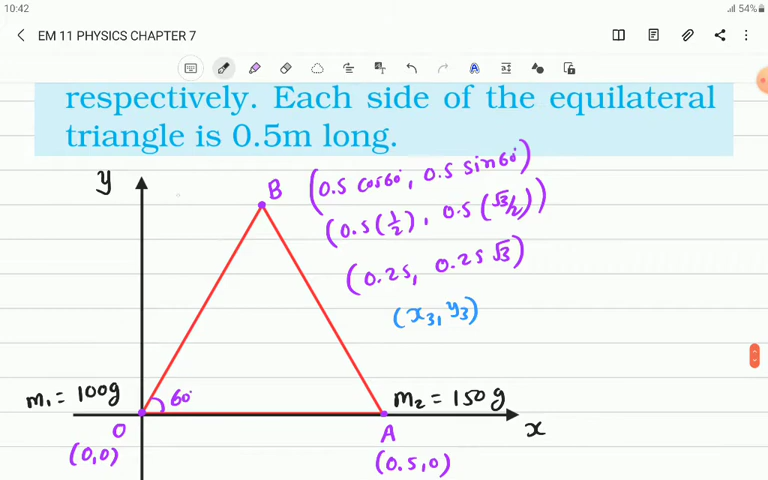 10:42
54%
EM 11 PHYSICS CHAPTER 7
respectively. Each side of the equilateral
triangle is 0.5m long.
y
B (0.5 cos60°, 0.5 sin60°)
(0.5(1/2), 0.5(√3/2))
(0.25, 0.25√3)
(x₃, y₃)
m₁ = 100g
60°
m₂ = 150g
O
A
x
(0,0)
(0.5,0)